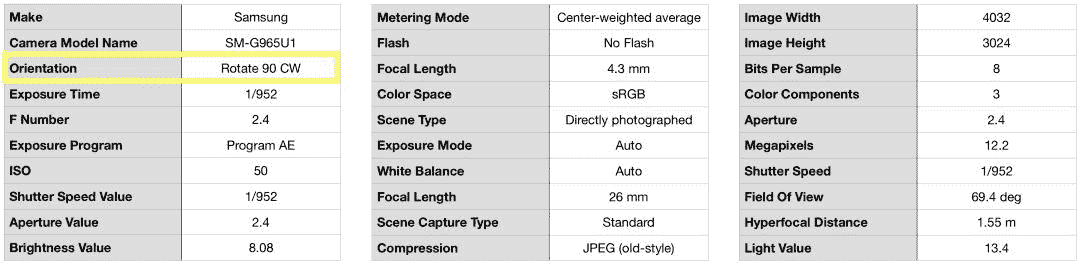 Make Samsung
Camera Model Name SM-G965U1
Orientation Rotate 90 CW
Exposure Time 1/952
F Number 2.4
Exposure Program Program AE
ISO 50
Shutter Speed Value 1/952
Aperture Value 2.4
Brightness Value 8.08
Metering Mode Center-weighted average
Flash No Flash
Focal Length 4.3 mm
Color Space sRGB
Scene Type Directly photographed
Exposure Mode Auto
White Balance Auto
Focal Length 26 mm
Scene Capture Type Standard
Compression JPEG (old-style)
Image Width 4032
Image Height 3024
Bits Per Sample 8
Color Components 3
Aperture 2.4
Megapixels 12.2
Shutter Speed 1/952
Field Of View 69.4 deg
Hyperfocal Distance 1.55 m
Light Value 13.4